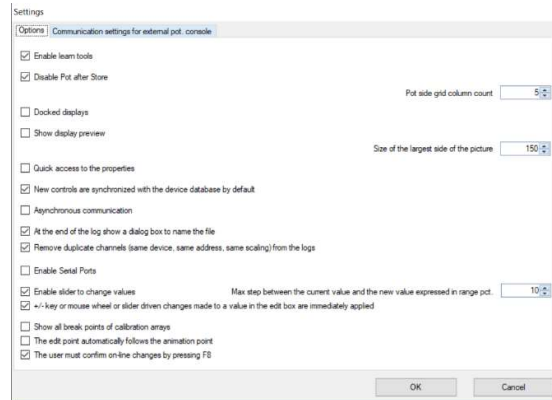 Settings
Options Communication settings for external pot. console
Enable learn tools
Disable Pot after Store
Pot side grid column count 5
Docked displays
Show display preview
Size of the largest side of the picture 150
Quick access to the properties
New controls are synchronized with the device database by default
Asynchronous communication
At the end of the log show a dialog box to name the file
Remove duplicate channels (same device, same address, same scaling) from the logs
Enable Serial Ports
Enable slider to change values Max step between the current value and the new value expressed in range pct. 10
+/- key or mouse wheel or slider driven changes made to a value in the edit box are immediately applied
Show all break points of calibration arrays
The edit point automatically follows the animation point
The user must confirm on-line changes by pressing F8
OK Cancel